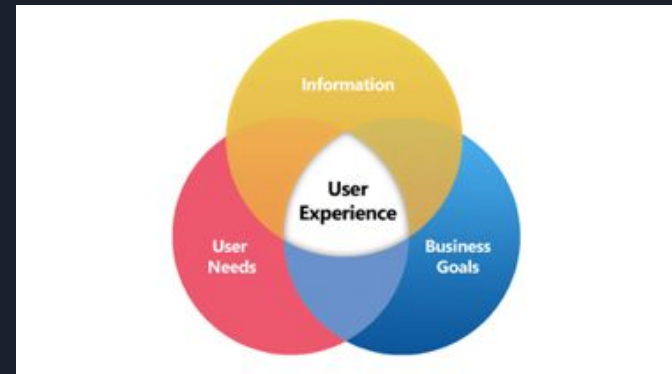 Information
User
Experience
User
Needs
Business
Goals